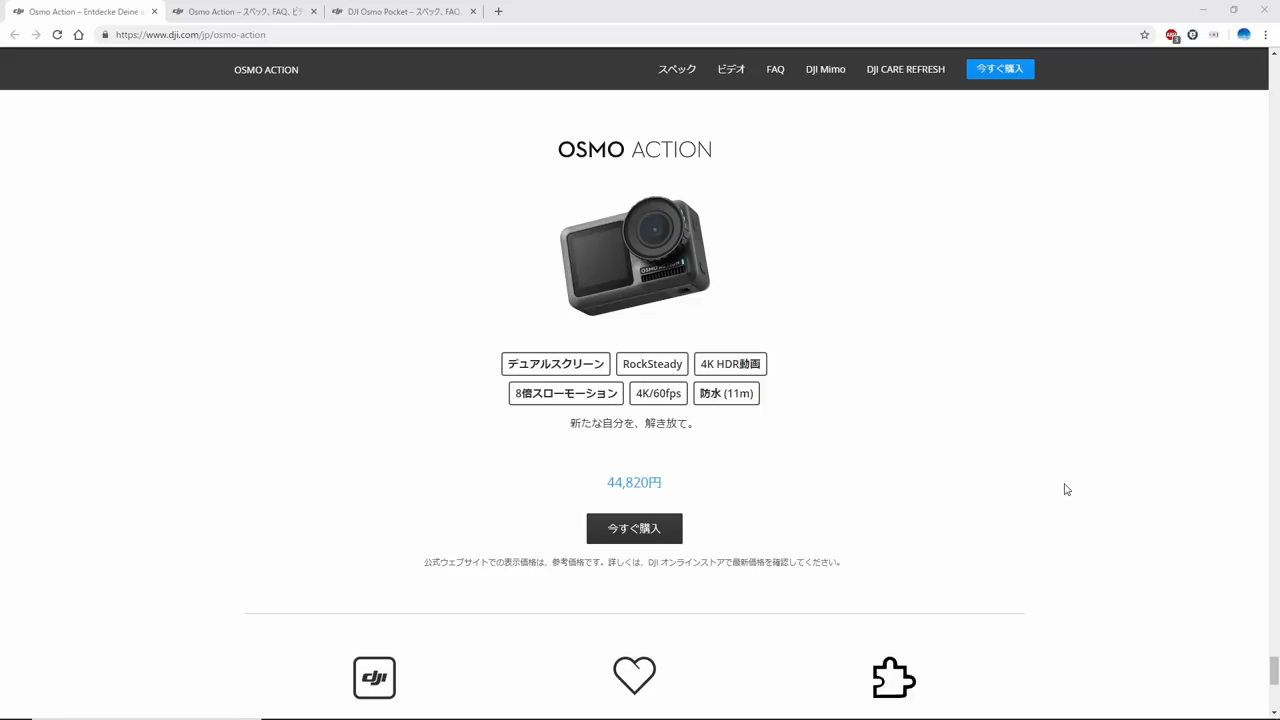 Osmo Action – Entdecke Deine
Osmo Action – スペック、FAQ、ビデ
DJI Osmo Pocket – スペック、FAQ、
https://www.dji.com/jp/osmo-action
OSMO ACTION
スペック
ビデオ
FAQ
DJI Mimo
DJI CARE REFRESH
今すぐ購入
OSMO ACTION
OSMO ACTION
デュアルスクリーン
RockSteady
4K HDR動画
8倍スローモーション
4K/60fps
防水 (11m)
新たな自分を、解き放て。
44,820円
今すぐ購入
公式ウェブサイトでの表示価格は、参考価格です。詳しくは、DJI オンラインストアで最新価格を確認してください。
dji